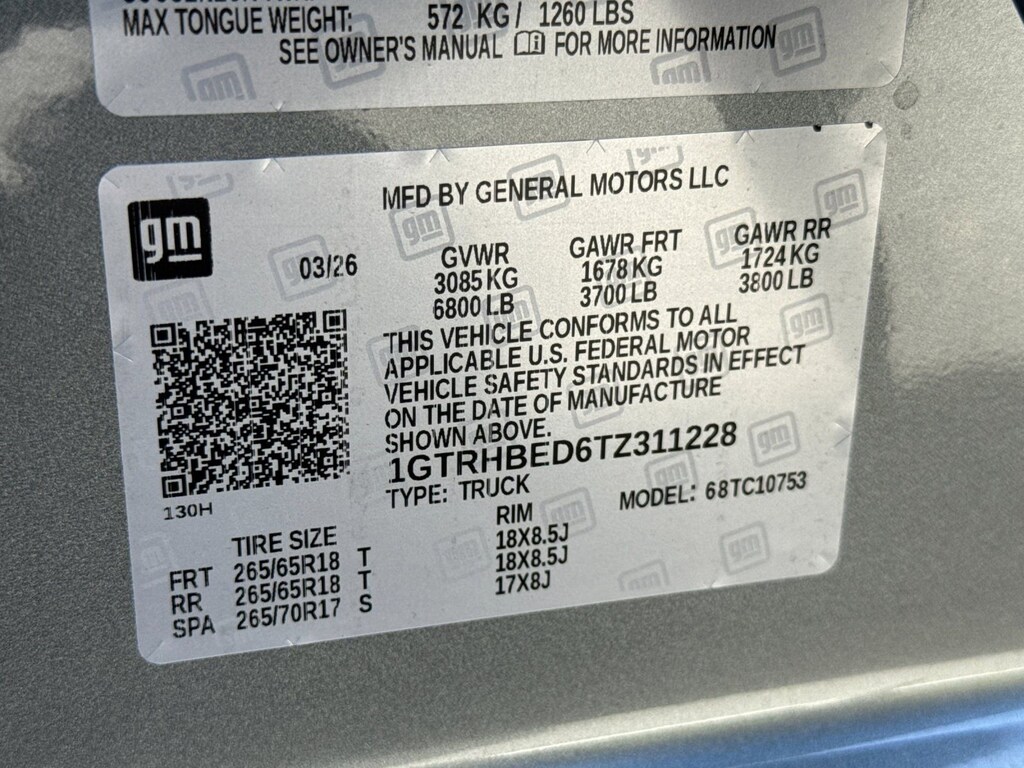 MAX TONGUE WEIGHT: 572 KG / 1260 LBS
SEE OWNER'S MANUAL FOR MORE INFORMATION
gm
MFD BY GENERAL MOTORS LLC
03/26
GVWR GAWR FRT GAWR RR
3085 KG 1678 KG 1724 KG
6800 LB 3700 LB 3800 LB
THIS VEHICLE CONFORMS TO ALL
APPLICABLE U.S. FEDERAL MOTOR
VEHICLE SAFETY STANDARDS IN EFFECT
ON THE DATE OF MANUFACTURE
SHOWN ABOVE.
1GTRHBED6TZ311228
TYPE: TRUCK MODEL: 68TC10753
130H
TIRE SIZE RIM
FRT 265/65R18 T 18X8.5J
RR 265/65R18 T 18X8.5J
SPA 265/70R17 S 17X8J